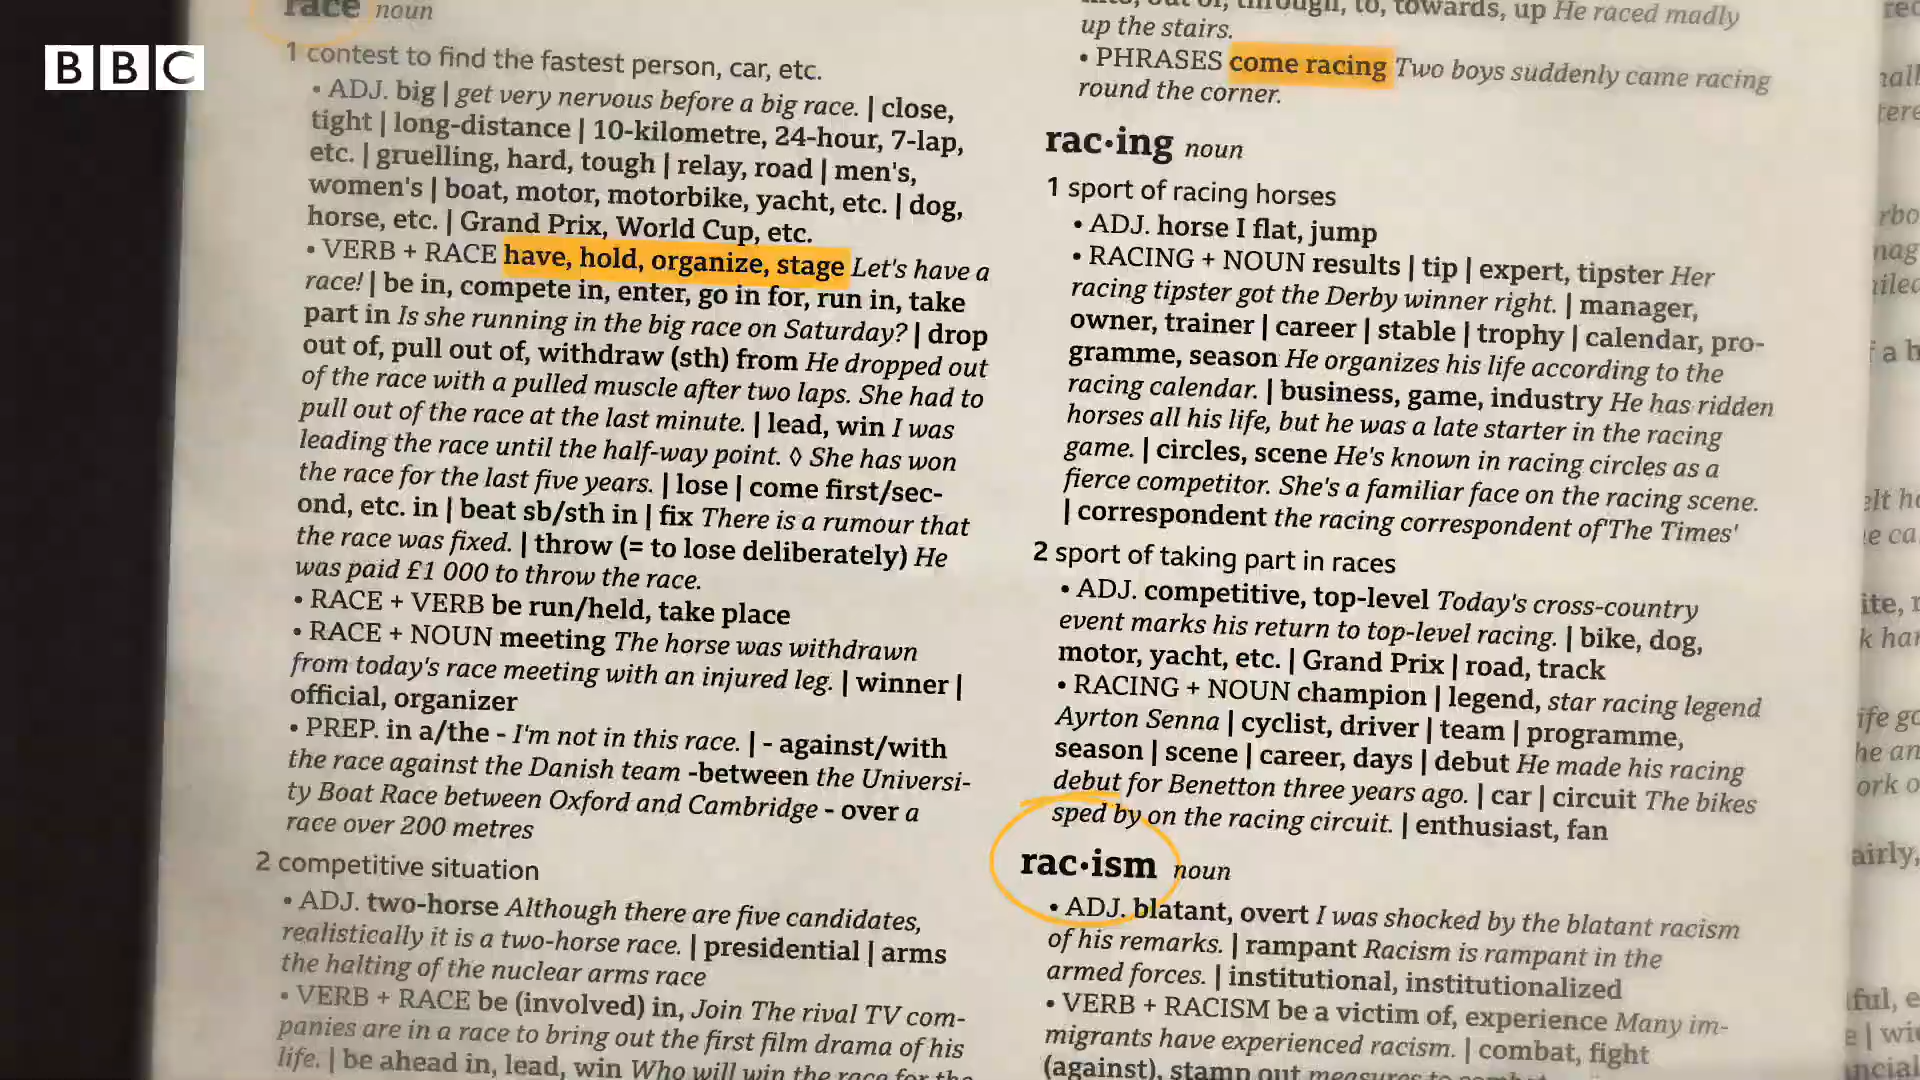 BBC
race noun
1 contest to find the fastest person, car, etc.
• ADJ. big | get very nervous before a big race. | close,
tight | long-distance | 10-kilometre, 24-hour, 7-lap,
etc. | gruelling, hard, tough | relay, road | men's,
women's | boat, motor, motorbike, yacht, etc. | dog,
horse, etc. | Grand Prix, World Cup, etc.
• VERB + RACE have, hold, organize, stage Let's have a
race! | be in, compete in, enter, go in for, run in, take
part in Is she running in the big race on Saturday? | drop
out of, pull out of, withdraw (sth) from He dropped out
of the race with a pulled muscle after two laps. She had to
pull out of the race at the last minute. | lead, win I was
leading the race until the half-way point. ◊ She has won
the race for the last five years. | lose | come first/sec-
ond, etc. in | beat sb/sth in | fix There is a rumour that
the race was fixed. | throw (= to lose deliberately) He
was paid £1 000 to throw the race.
• RACE + VERB be run/held, take place
• RACE + NOUN meeting The horse was withdrawn
from today's race meeting with an injured leg. | winner |
official, organizer
• PREP. in a/the - I'm not in this race. | - against/with
the race against the Danish team -between the Universi-
ty Boat Race between Oxford and Cambridge - over a
race over 200 metres
2 competitive situation
• ADJ. two-horse Although there are five candidates,
realistically it is a two-horse race. | presidential | arms
the halting of the nuclear arms race
• VERB + RACE be (involved) in, Join The rival TV com-
panies are in a race to bring out the first film drama of his
life. | be ahead in, lead, win Who will win the race for the
through, to, towards, up He raced madly
up the stairs.
• PHRASES come racing Two boys suddenly came racing
round the corner.
rac·ing noun
1 sport of racing horses
• ADJ. horse I flat, jump
• RACING + NOUN results | tip | expert, tipster Her
racing tipster got the Derby winner right. | manager,
owner, trainer | career | stable | trophy | calendar, pro-
gramme, season He organizes his life according to the
racing calendar. | business, game, industry He has ridden
horses all his life, but he was a late starter in the racing
game. | circles, scene He's known in racing circles as a
fierce competitor. She's a familiar face on the racing scene.
| correspondent the racing correspondent of'The Times'
2 sport of taking part in races
• ADJ. competitive, top-level Today's cross-country
event marks his return to top-level racing. | bike, dog,
motor, yacht, etc. | Grand Prix | road, track
• RACING + NOUN champion | legend, star racing legend
Ayrton Senna | cyclist, driver | team | programme,
season | scene | career, days | debut He made his racing
debut for Benetton three years ago. | car | circuit The bikes
sped by on the racing circuit. | enthusiast, fan
rac·ism noun
• ADJ. blatant, overt I was shocked by the blatant racism
of his remarks. | rampant Racism is rampant in the
armed forces. | institutional, institutionalized
• VERB + RACISM be a victim of, experience Many im-
migrants have experienced racism. | combat, fight
(against), stamp out measures to combat